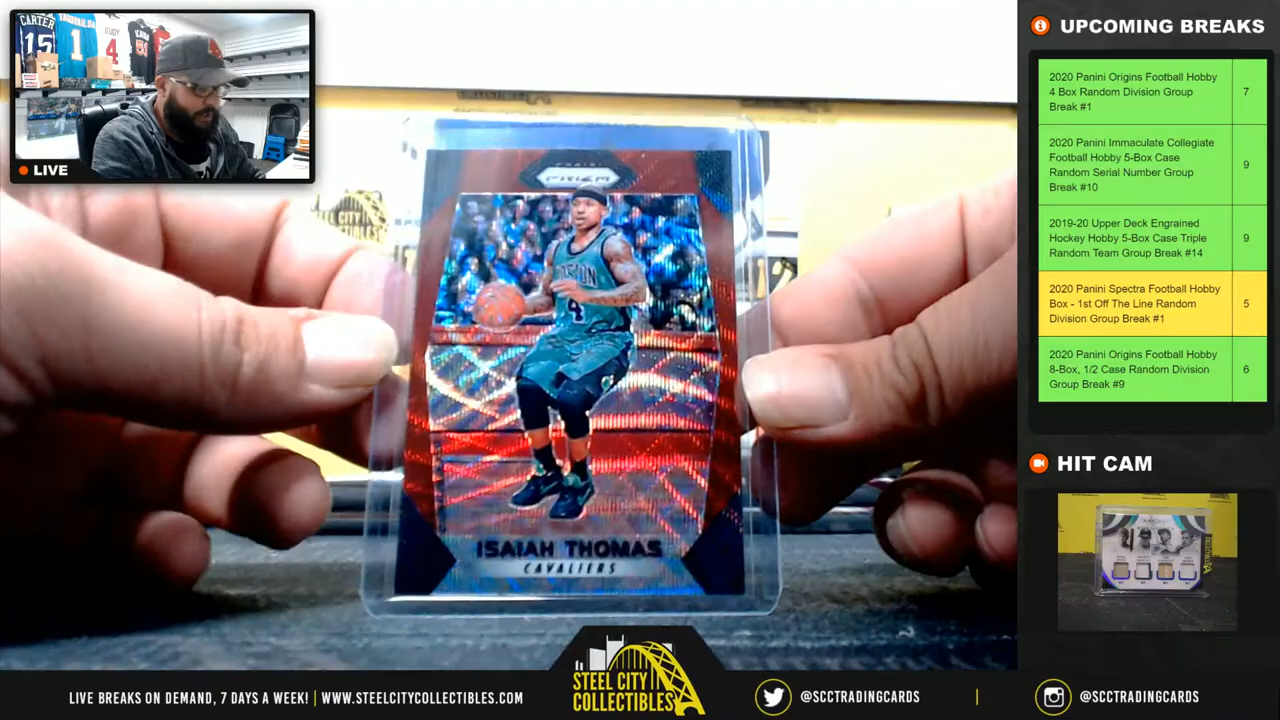 CARTER
15
1
RUDY
4
LIVE
PANINI
PRIZM
BOSTON
4
ISAIAH THOMAS
CAVALIERS
UPCOMING BREAKS
2020 Panini Origins Football Hobby
4 Box Random Division Group
Break #1
7
2020 Panini Immaculate Collegiate
Football Hobby 5-Box Case
Random Serial Number Group
Break #10
9
2019-20 Upper Deck Engrained
Hockey Hobby 5-Box Case Triple
Random Team Group Break #14
9
2020 Panini Spectra Football Hobby
Box - 1st Off The Line Random
Division Group Break #1
5
2020 Panini Origins Football Hobby
8-Box, 1/2 Case Random Division
Group Break #9
6
HIT CAM
LIVE BREAKS ON DEMAND, 7 DAYS A WEEK! | WWW.STEELCITYCOLLECTIBLES.COM
STEEL CITY
COLLECTIBLES
@SCCTRADINGCARDS
@SCCTRADINGCARDS